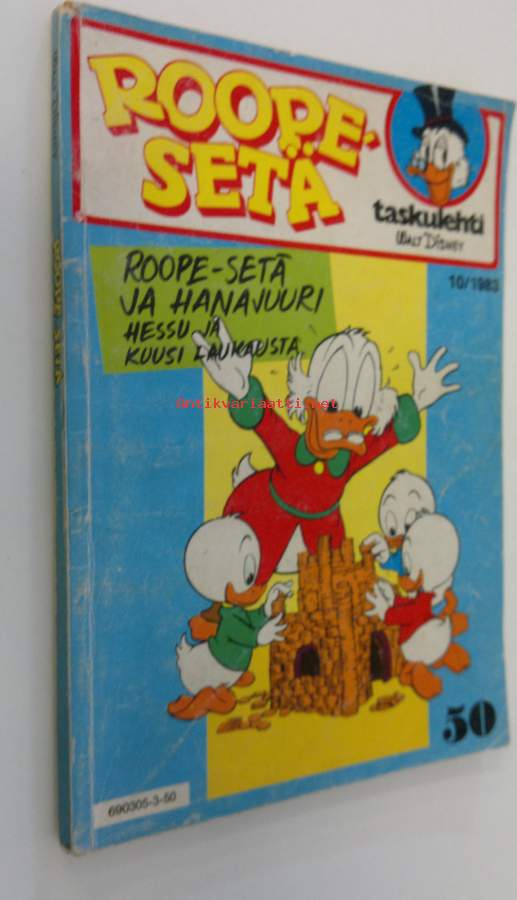 ROOPE-
SETÄ
taskulehti
WALT DISNEY
10/1983
ROOPE-SETÄ
JA HANAJUURI
HESSU JA
KUUSI LAUKAUSTA
antikvariaatti.net
50
690305-3-50
ROOPE SETÄ